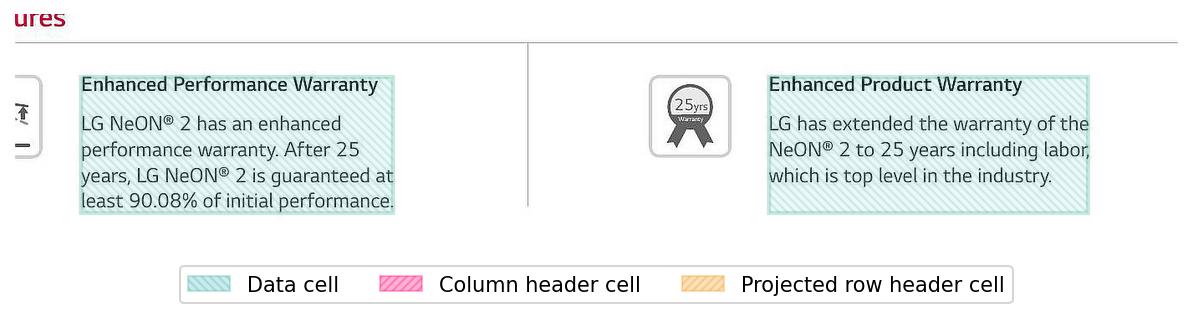 ures
Enhanced Performance Warranty
LG NeON® 2 has an enhanced
performance warranty. After 25
years, LG NeON® 2 is guaranteed at
least 90.08% of initial performance.
25yrs
Warranty
Enhanced Product Warranty
LG has extended the warranty of the
NeON® 2 to 25 years including labor,
which is top level in the industry.
Data cell
Column header cell
Projected row header cell